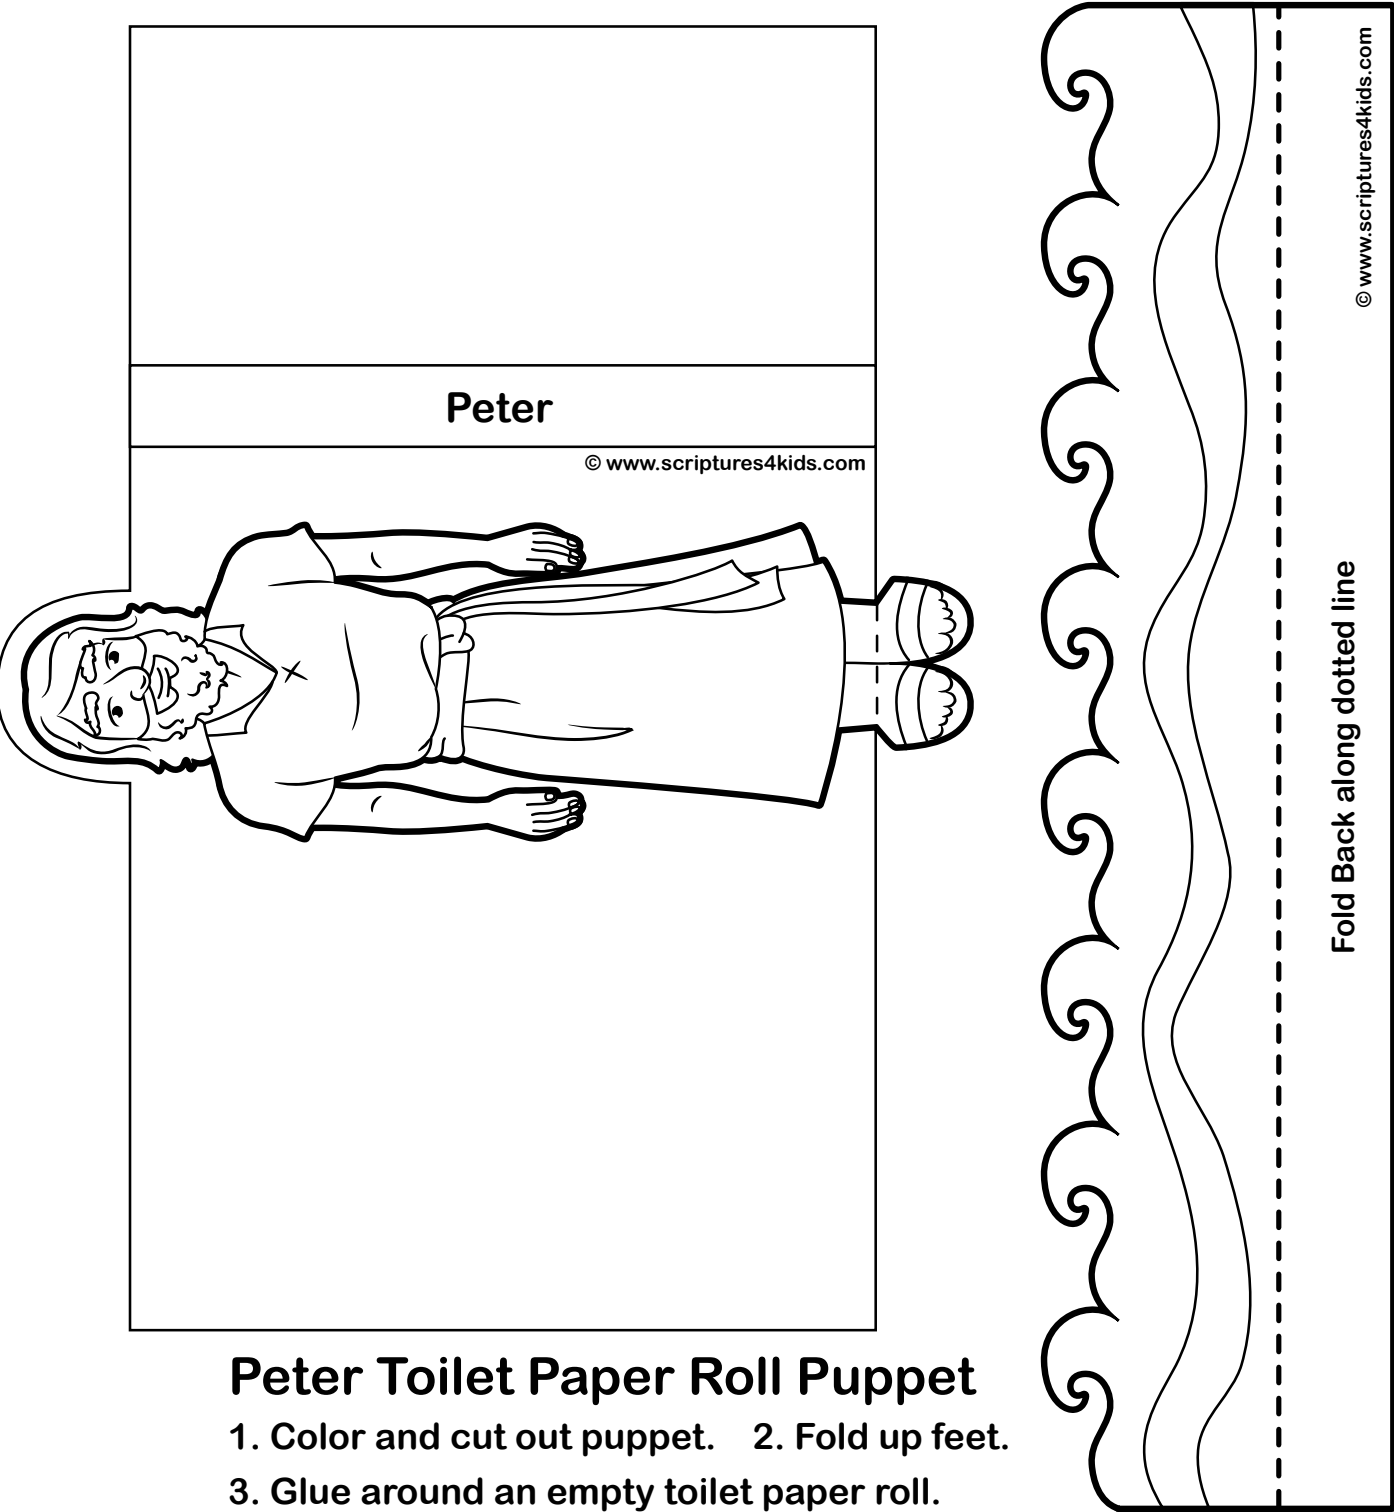 Peter
© www.scriptures4kids.com
© www.scriptures4kids.com
Fold Back along dotted line
Peter Toilet Paper Roll Puppet
1. Color and cut out puppet. 2. Fold up feet.
3. Glue around an empty toilet paper roll.